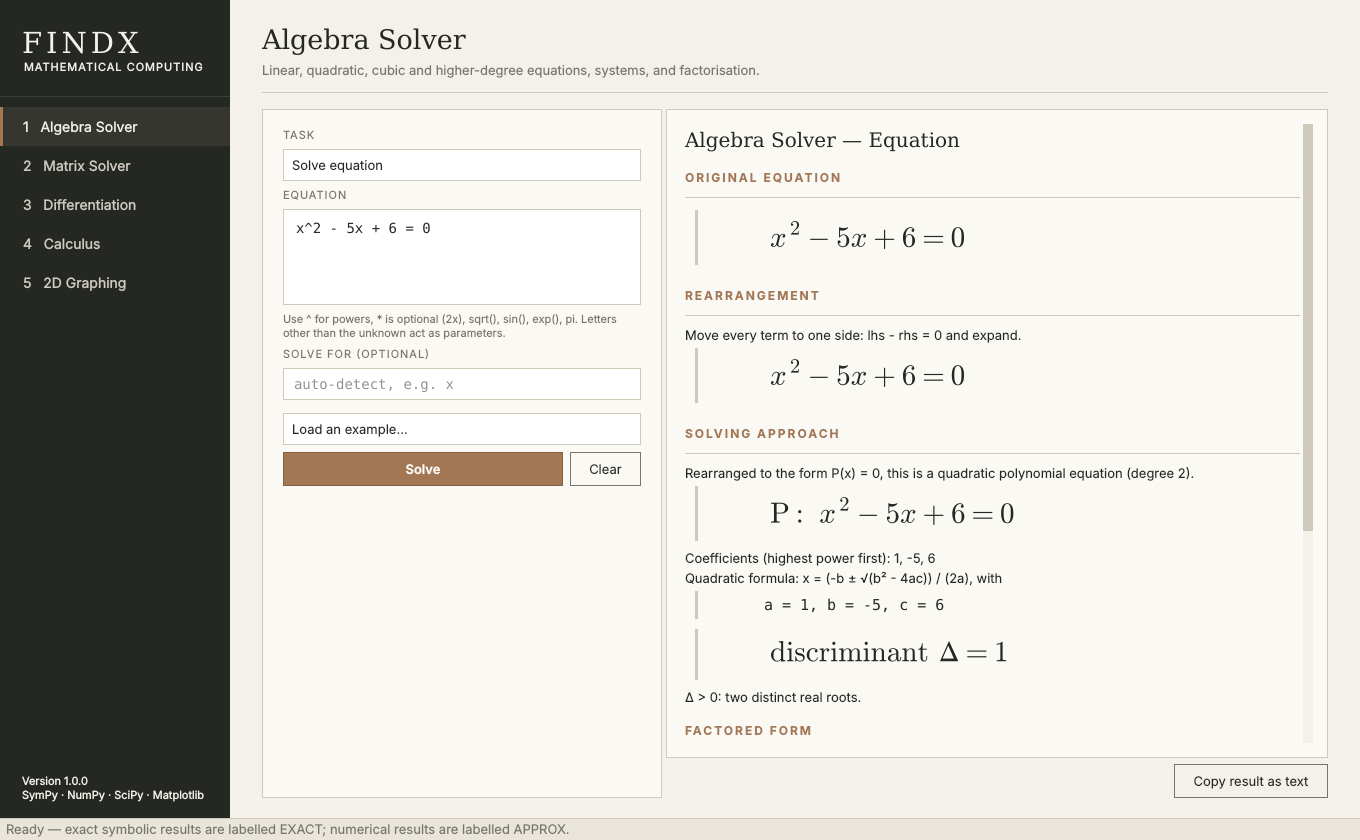 FINDX
MATHEMATICAL COMPUTING
1 Algebra Solver
2 Matrix Solver
3 Differentiation
4 Calculus
5 2D Graphing
Version 1.0.0
SymPy · NumPy · SciPy · Matplotlib
Algebra Solver
Linear, quadratic, cubic and higher-degree equations, systems, and factorisation.
TASK
Solve equation
EQUATION
x^2 - 5x + 6 = 0
Use ^ for powers, * is optional (2x), sqrt(), sin(), exp(), pi. Letters
other than the unknown act as parameters.
SOLVE FOR (OPTIONAL)
auto-detect, e.g. x
Load an example...
Solve
Clear
Algebra Solver — Equation
ORIGINAL EQUATION
x² − 5x + 6 = 0
REARRANGEMENT
Move every term to one side: lhs - rhs = 0 and expand.
x² − 5x + 6 = 0
SOLVING APPROACH
Rearranged to the form P(x) = 0, this is a quadratic polynomial equation (degree 2).
P : x² − 5x + 6 = 0
Coefficients (highest power first): 1, -5, 6
Quadratic formula: x = (-b ± √(b² - 4ac)) / (2a), with
a = 1, b = -5, c = 6
discriminant Δ = 1
Δ > 0: two distinct real roots.
FACTORED FORM
Copy result as text
Ready — exact symbolic results are labelled EXACT; numerical results are labelled APPROX.